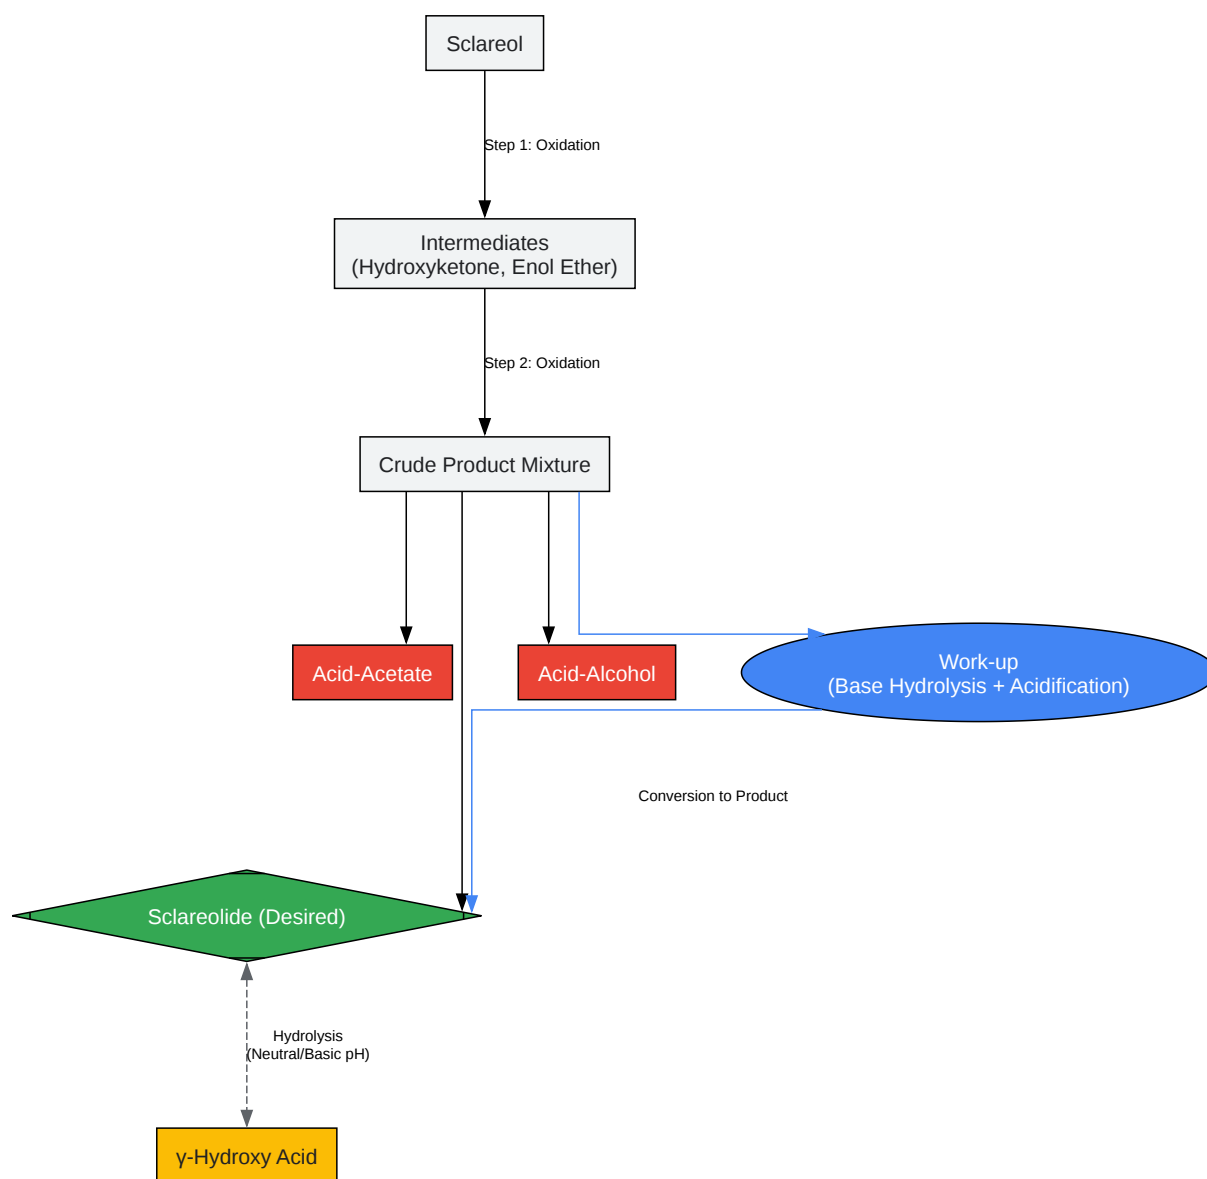 Sclareol
Step 1: Oxidation
Intermediates
(Hydroxyketone, Enol Ether)
Step 2: Oxidation
Crude Product Mixture
Acid-Acetate
Acid-Alcohol
Work-up
(Base Hydrolysis + Acidification)
Conversion to Product
Sclareolide (Desired)
Hydrolysis
(Neutral/Basic pH)
γ-Hydroxy Acid